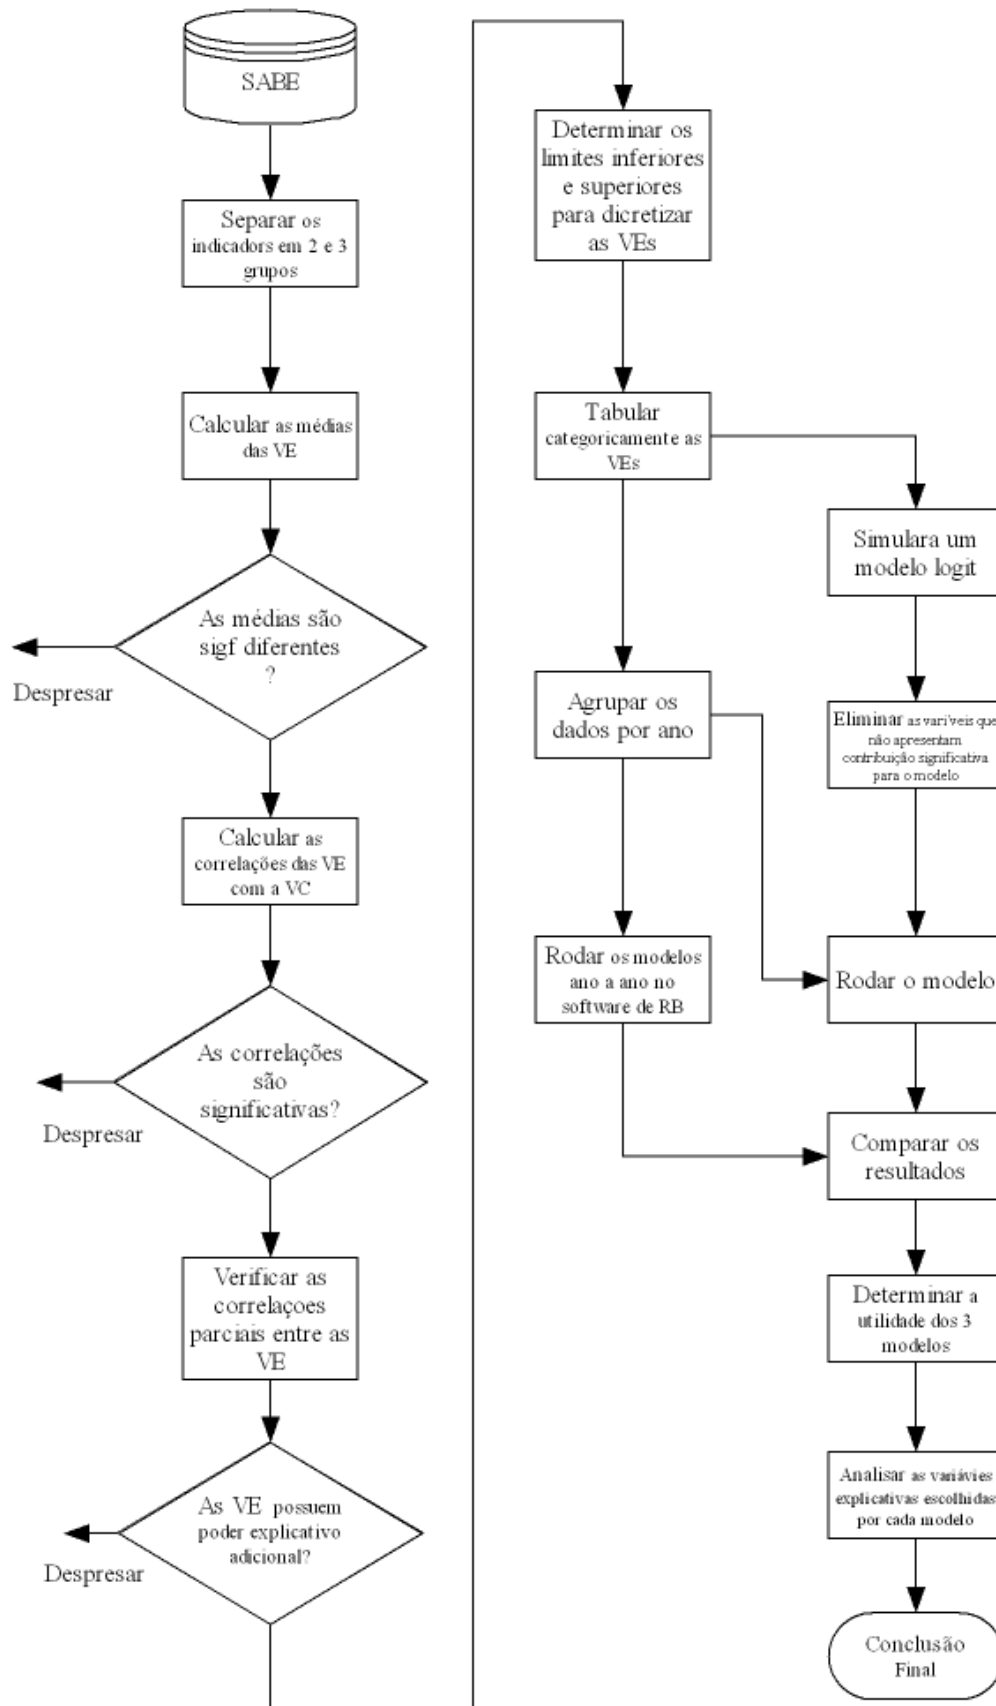 SABE
Separar os
indicadors em 2 e 3
grupos
Calcular as médias
das VE
As médias são
sigf diferentes
?
Despresar
Calcular as
correlações das VE
com a VC
As correlações
são
significativas?
Despresar
Verificar as
correlaçoes
parciais entre as
VE
As VE possuem
poder explicativo
adicional?
Despresar
Determinar os
limites inferiores
e superiores
para dicretizar
as VEs
Tabular
categoricamente as
VEs
Agrupar os
dados por ano
Rodar os modelos
ano a ano no
software de RB
Simulara um
modelo logit
Eliminar as vari'veis que
não apresentam
contribuição significativa
para o modelo
Rodar o modelo
Comparar os
resultados
Determinar a
utilidade dos 3
modelos
Analisar as variávies
explicativas escolhidas
por cada modelo
Conclusão
Final